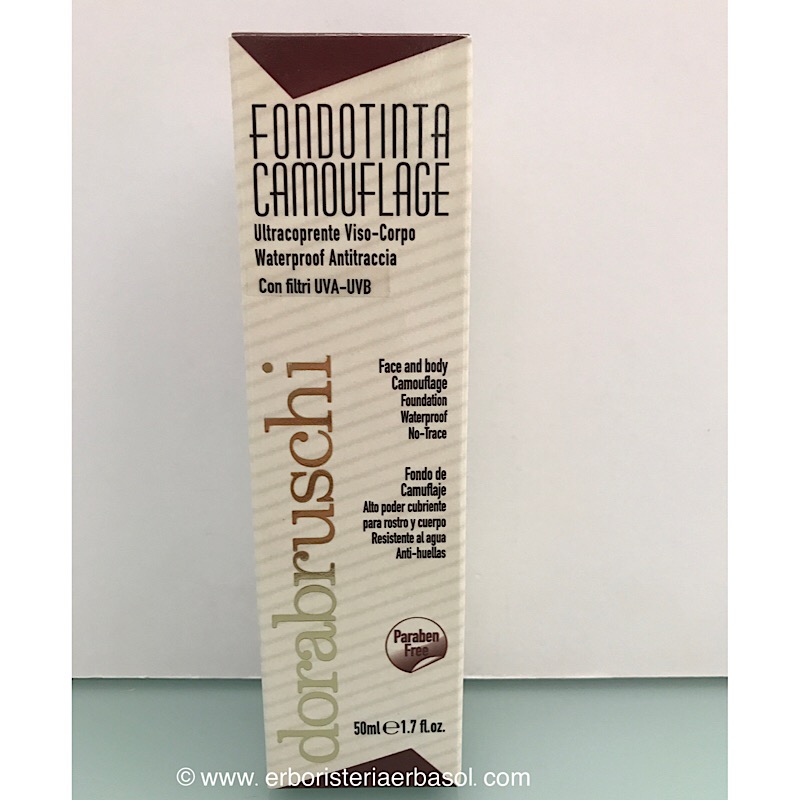 FONDOTINTA
CAMOUFLAGE
Ultracoprente Viso-Corpo
Waterproof Antitraccia
Con filtri UVA-UVB
dorabruschi
Face and body
Camouflage
Foundation
Waterproof
No-Trace
Fondo de
Camuflaje
Alto poder cubriente
para rostro y cuerpo
Resistente al agua
Anti-huellas
Paraben
Free
50ml ℮ 1.7 fl.oz.
© www. erboristeriaerbasol. com